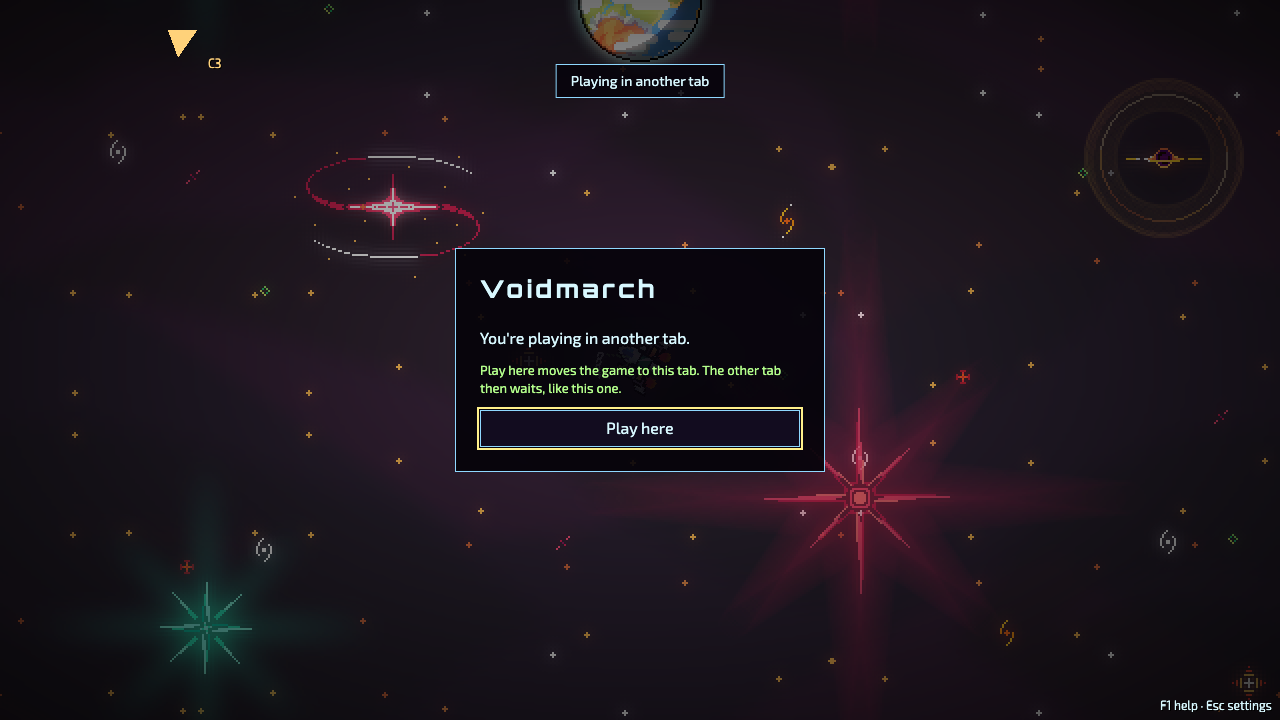 C3
Playing in another tab
Voidmarch
You're playing in another tab.
Play here moves the game to this tab. The other tab
then waits, like this one.
Play here
F1 help · Esc settings